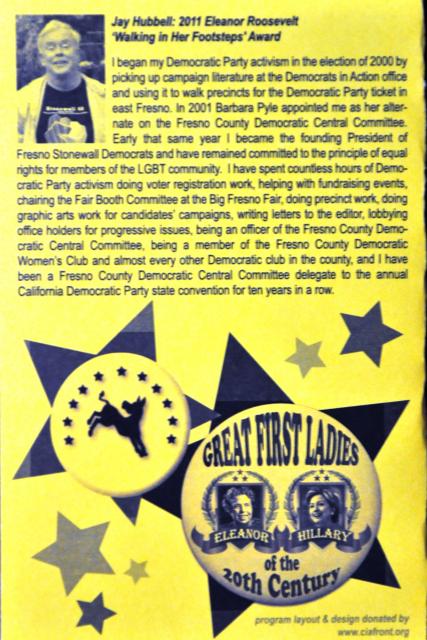 Jay Hubbell: 2011 Eleanor Roosevelt
'Walking in Her Footsteps' Award
I began my Democratic Party activism in the election of 2000 by
picking up campaign literature at the Democrats in Action office
and using it to walk precincts for the Democratic Party ticket in
east Fresno. In 2001 Barbara Pyle appointed me as her alter-
nate on the Fresno County Democratic Central Committee.
Early that same year I became the founding President of
Fresno Stonewall Democrats and have remained committed to the principle of equal
rights for members of the LGBT community. I have spent countless hours of Demo-
cratic Party activism doing voter registration work, helping with fundraising events,
chairing the Fair Booth Committee at the Big Fresno Fair, doing precinct work, doing
graphic arts work for candidates' campaigns, writing letters to the editor, lobbying
office holders for progressive issues, being an officer of the Fresno County Demo-
cratic Central Committee, being a member of the Fresno County Democratic
Women's Club and almost every other Democratic club in the county, and I have
been a Fresno County Democratic Central Committee delegate to the annual
California Democratic Party state convention for ten years in a row.
GREAT FIRST LADIES
ELEANOR HILLARY
of the
20th Century
program layout & design donated by
www.ciafront.org